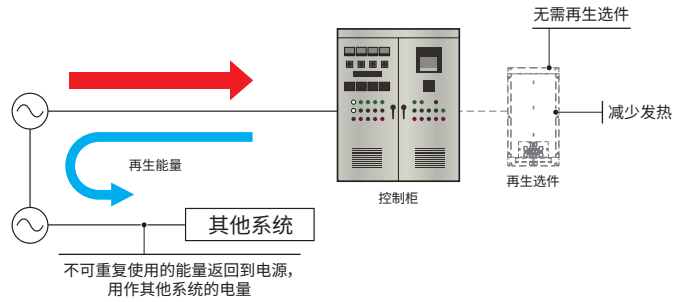 无需再生选件
减少发热
再生能量
再生选件
控制柜
其他系统
不可重复使用的能量返回到电源，
用作其他系统的电量